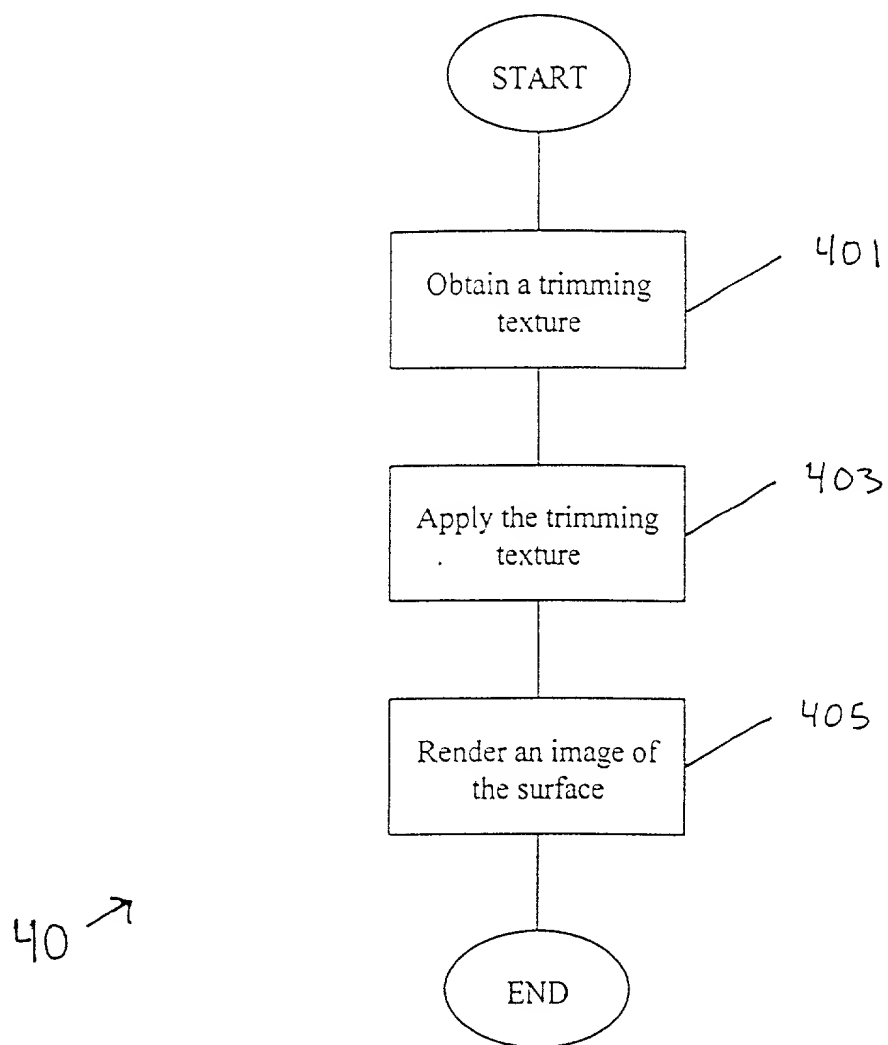 START
Obtain a trimming
texture
401
Apply the trimming
texture
403
Render an image of
the surface
405
40
END